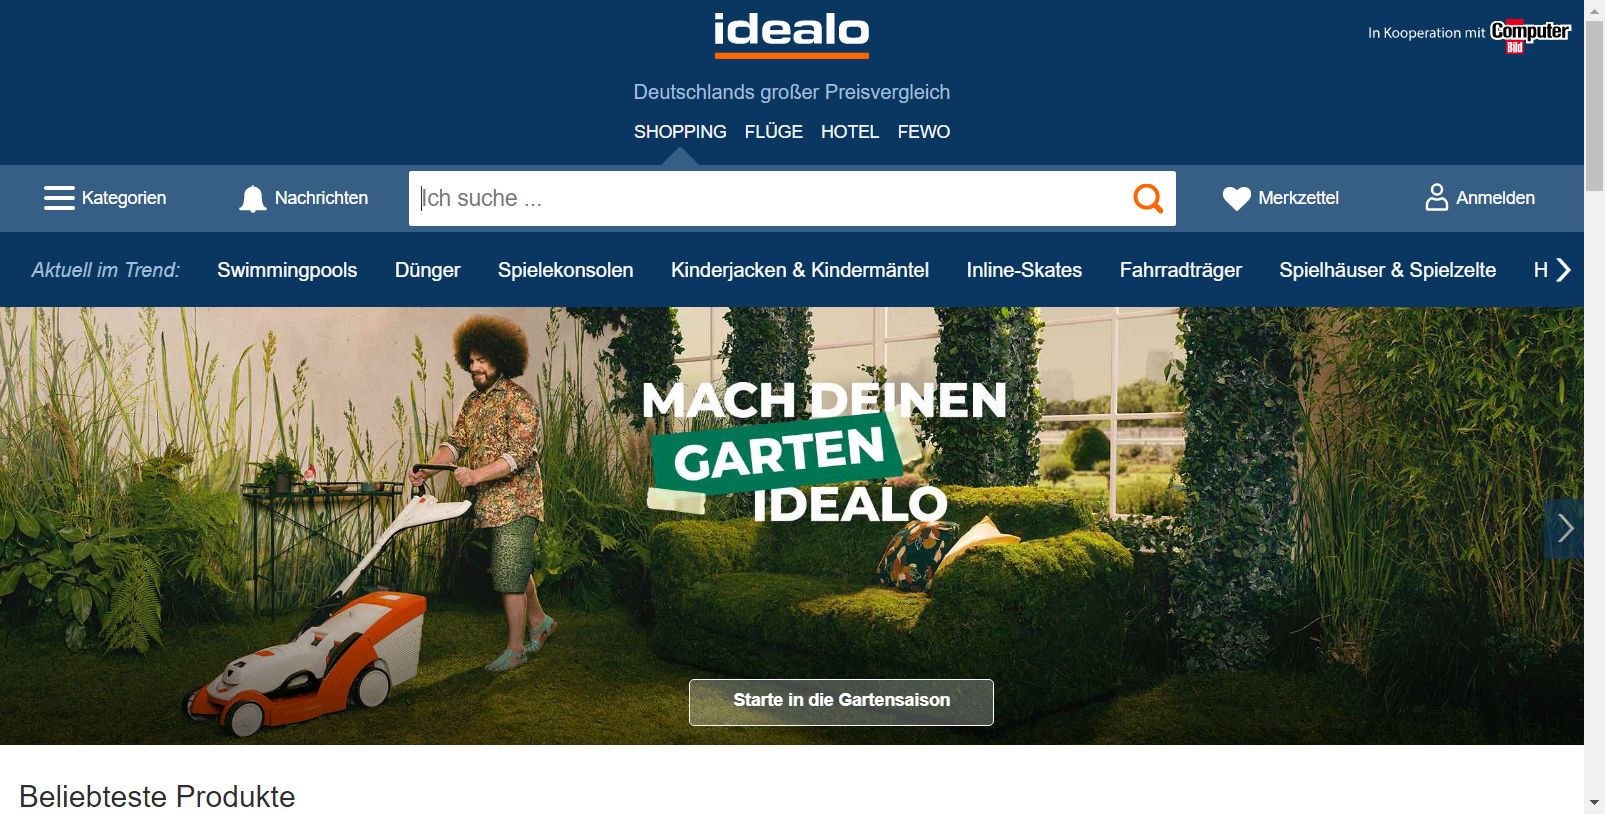 idealo
In Kooperation mit Computer Bild
Deutschlands großer Preisvergleich
SHOPPING FLÜGE HOTEL FEWO
Kategorien Nachrichten Ich suche ... Merkzettel Anmelden
Aktuell im Trend: Swimmingpools Dünger Spielekonsolen Kinderjacken & Kindermäntel Inline-Skates Fahrradträger Spielhäuser & Spielzelte H
MACH DEINEN
GARTEN
IDEALO
Starte in die Gartensaison
Beliebteste Produkte